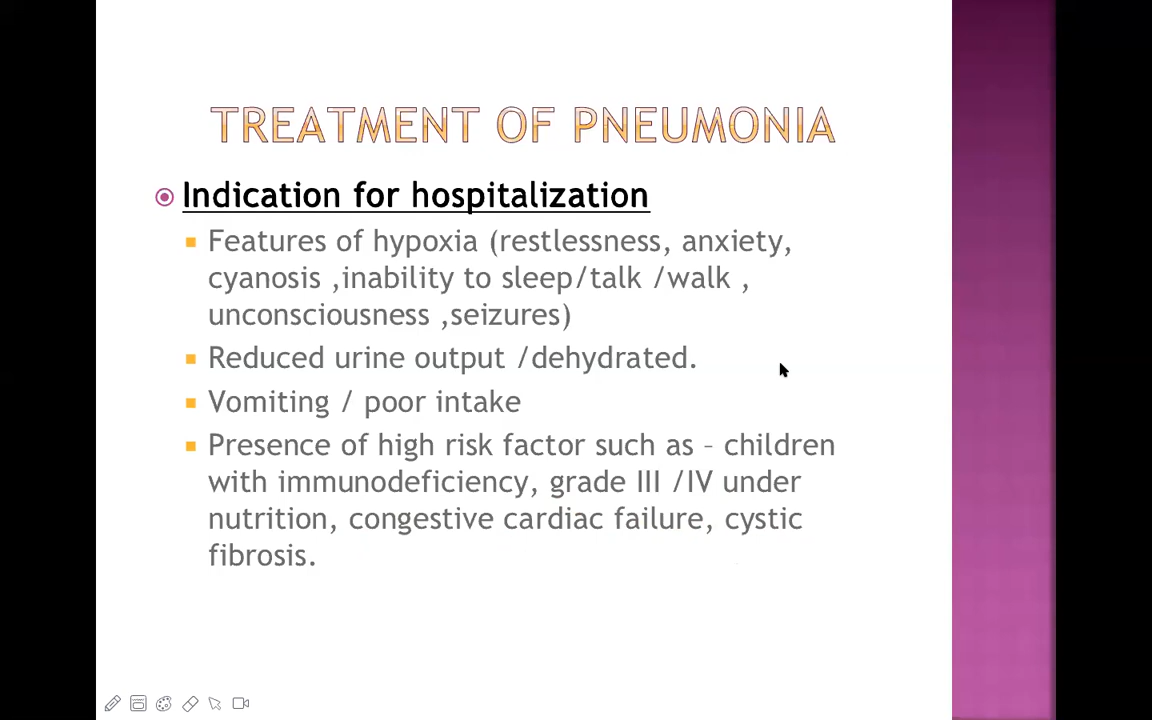 TREATMENT OF PNEUMONIA
Indication for hospitalization
Features of hypoxia (restlessness, anxiety,
cyanosis ,inability to sleep/talk /walk ,
unconsciousness ,seizures)
Reduced urine output /dehydrated.
Vomiting / poor intake
Presence of high risk factor such as – children
with immunodeficiency, grade III /IV under
nutrition, congestive cardiac failure, cystic
fibrosis.